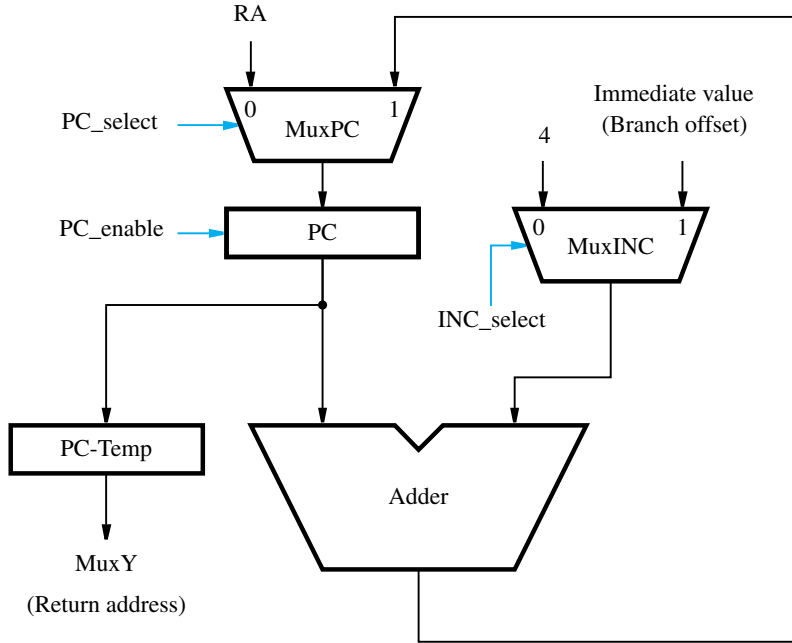 RA
0
1
MuxPC
PC_select
Immediate value
(Branch offset)
4
PC_enable
PC
0
1
MuxINC
INC_select
PC-Temp
Adder
MuxY
(Return address)